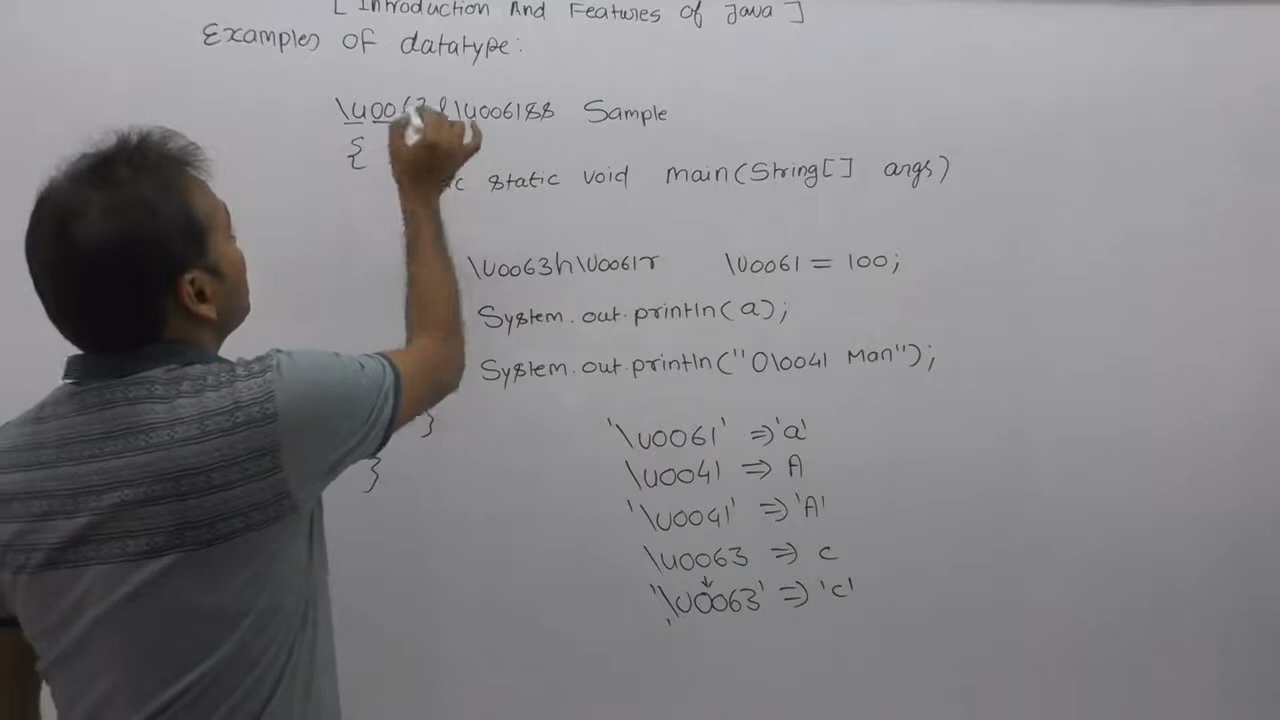 [ Introduction And Features of Java ]
Examples of datatype:
\u0063l\u0061ss Sample
{
static void main(String[] args)
\u0063h\u0061r \u0061 = 100;
System.out.println(a);
System.out.println("O\0041 Man");
}
'\u0061' => 'a'
\u0041 => A
}
'\u0041' => 'A'
\u0063 => c
'\u0063' => 'c'